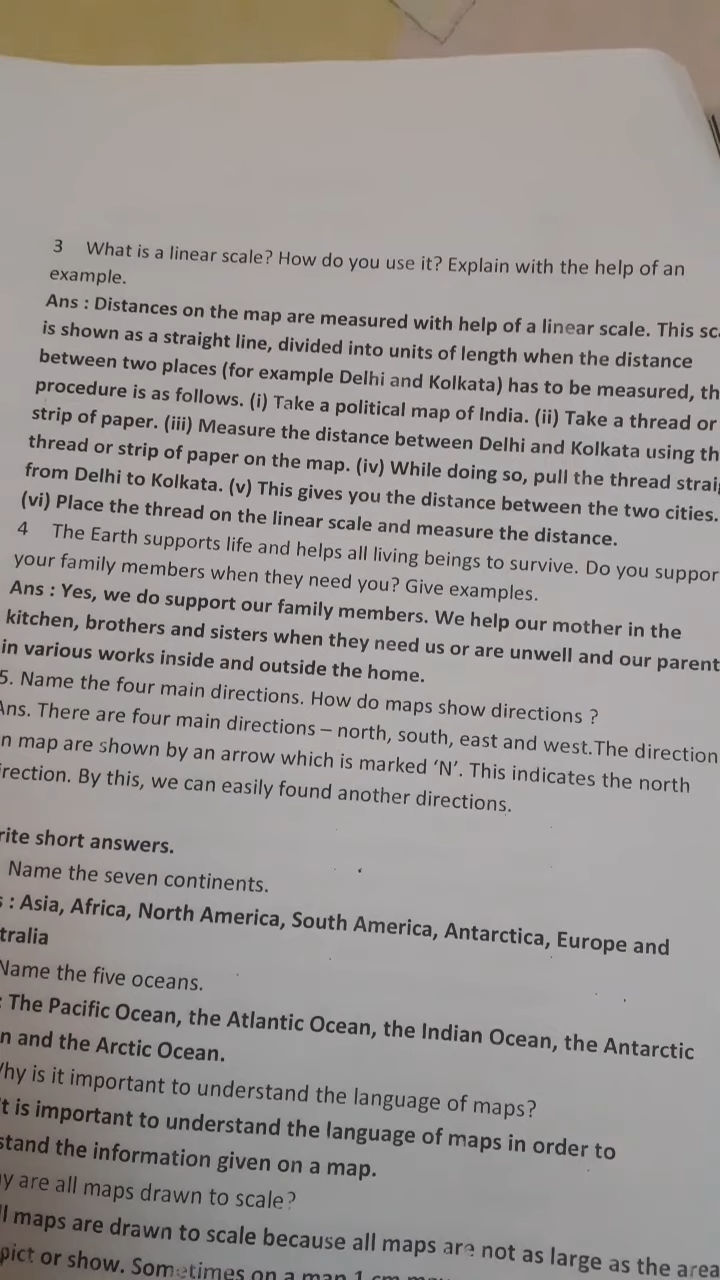 3 What is a linear scale? How do you use it? Explain with the help of an
example.
Ans : Distances on the map are measured with help of a linear scale. This
is shown as a straight line, divided into units of length when the distance
between two places (for example Delhi and Kolkata) has to be measured,
procedure is as follows. (i) Take a political map of India. (ii) Take a thread or
strip of paper. (iii) Measure the distance between Delhi and Kolkata using
thread or strip of paper on the map. (iv) While doing so, pull the thread
from Delhi to Kolkata. (v) This gives you the distance between the two cities.
(vi) Place the thread on the linear scale and measure the distance.
4 The Earth supports life and helps all living beings to survive. Do you
your family members when they need you? Give examples.
Ans : Yes, we do support our family members. We help our mother in the
kitchen, brothers and sisters when they need us or are unwell and our
in various works inside and outside the home.
5. Name the four main directions. How do maps show directions ?
Ans. There are four main directions – north, south, east and west.The direction
map are shown by an arrow which is marked ‘N’. This indicates the north
By this, we can easily found another directions.
short answers.
Name the seven continents.
: Asia, Africa, North America, South America, Antarctica, Europe and
Name the five oceans.
: The Pacific Ocean, the Atlantic Ocean, the Indian Ocean, the Antarctic
and the Arctic Ocean.
is it important to understand the language of maps?
is important to understand the language of maps in order to
the information given on a map.
are all maps drawn to scale?
maps are drawn to scale because all maps are not as large as the area
or show. Sometimes on a map 1 cm